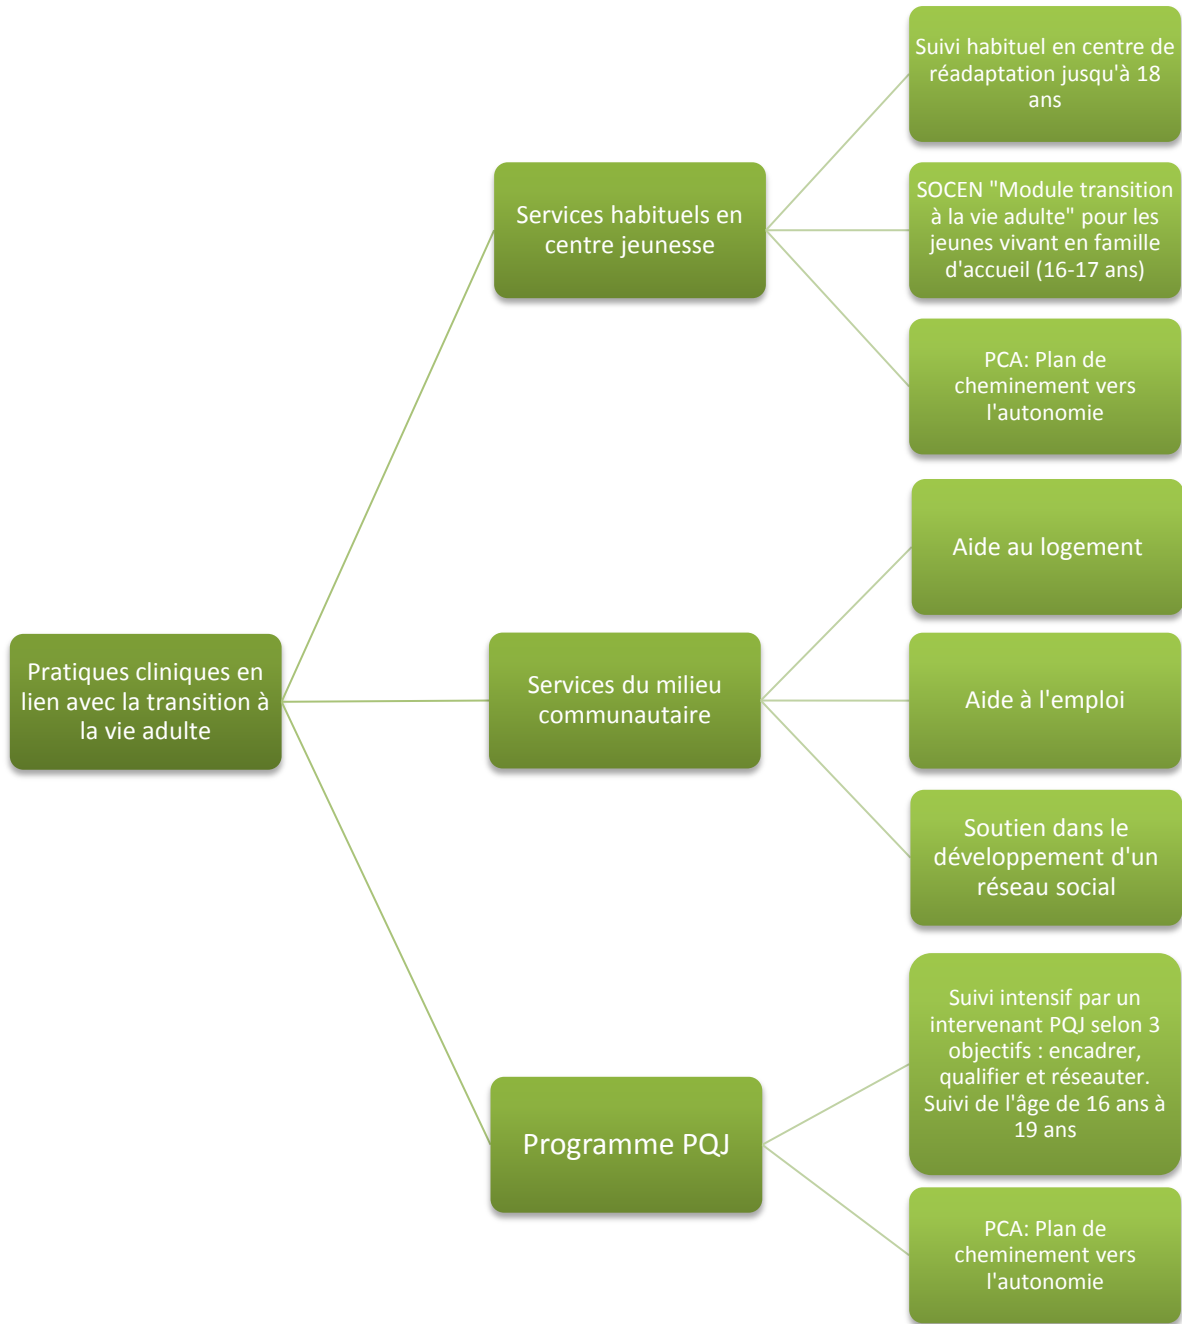 Pratiques cliniques en
lien avec la transition à
la vie adulte
Services habituels en
centre jeunesse
Suivi habituel en centre de
réadaptation jusqu'à 18
ans
SOCEN "Module transition
à la vie adulte" pour les
jeunes vivant en famille
d'accueil (16-17 ans)
PCA: Plan de
cheminement vers
l'autonomie
Services du milieu
communautaire
Aide au logement
Aide à l'emploi
Soutien dans le
développement d'un
réseau social
Programme PQJ
Suivi intensif par un
intervenant PQJ selon 3
objectifs : encadrer,
qualifier et réseauter.
Suivi de l'âge de 16 ans à
19 ans
PCA: Plan de
cheminement vers
l'autonomie